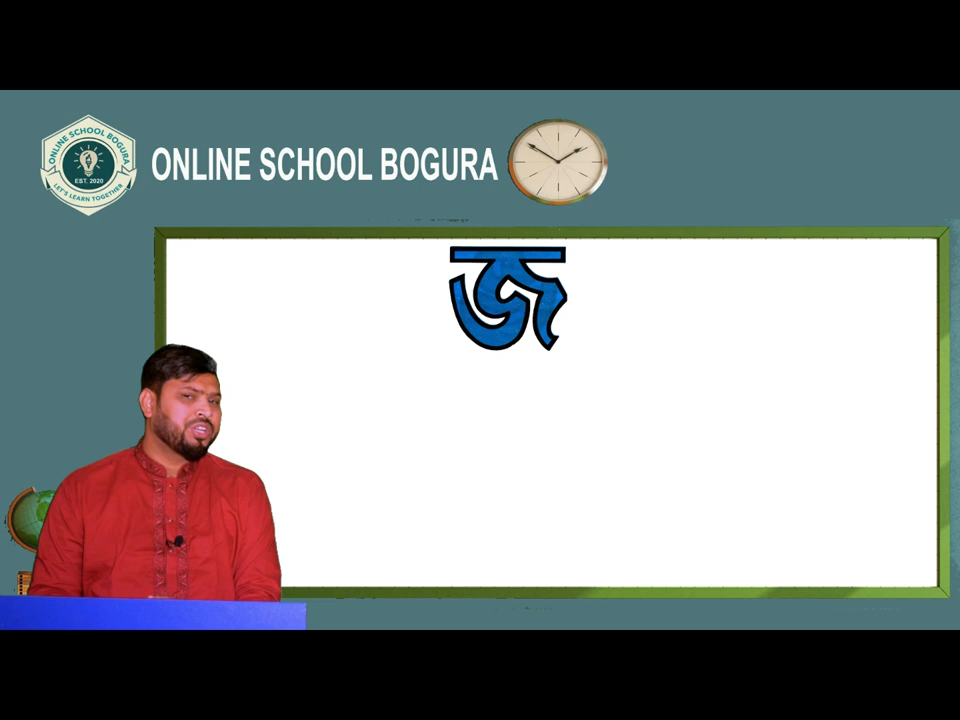 ONLINE SCHOOL BOGURA
EST. 2020
LET'S LEARN TOGETHER
ONLINE SCHOOL BOGURA
জ